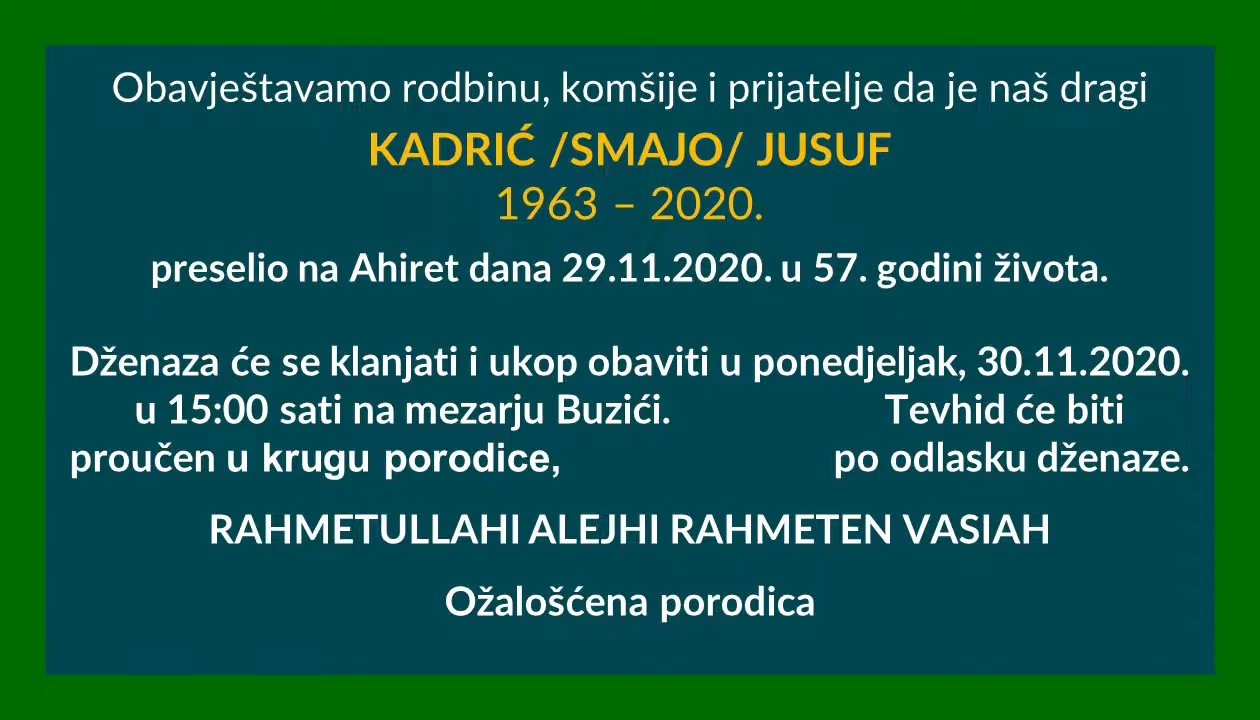 Obavještavamo rodbinu, komšije i prijatelje da je naš dragi
KADRIĆ /SMAJO/ JUSUF
1963 – 2020.
preselio na Ahiret dana 29.11.2020. u 57. godini života.
Dženaza će se klanjati i ukop obaviti u ponedjeljak, 30.11.2020.
u 15:00 sati na mezarju Buzići. Tevhid će biti
proučen u krugu porodice, po odlasku dženaze.
RAHMETULLAHI ALEJHI RAHMETEN VASIAH
Ožalošćena porodica